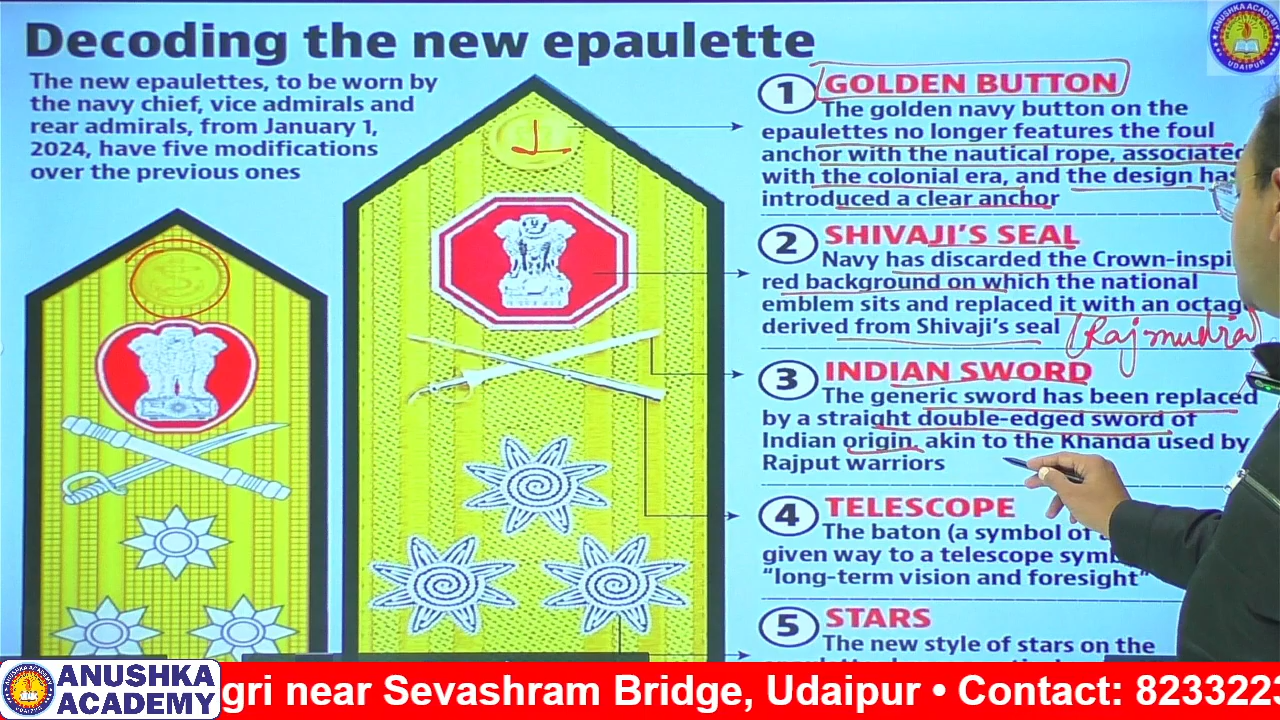 Decoding the new epaulette
The new epaulettes, to be worn by
the navy chief, vice admirals and
rear admirals, from January 1,
2024, have five modifications
over the previous ones
1 GOLDEN BUTTON
The golden navy button on the
epaulettes no longer features the foul
anchor with the nautical rope, associated
with the colonial era, and the design has
introduced a clear anchor
2 SHIVAJI'S SEAL
Navy has discarded the Crown-inspi
red background on which the national
emblem sits and replaced it with an octag
derived from Shivaji's seal (Rajmudra)
3 INDIAN SWORD
The generic sword has been replaced
by a straight double-edged sword of
Indian origin, akin to the Khanda used by
Rajput warriors
4 TELESCOPE
The baton (a symbol of
given way to a telescope symb
"long-term vision and foresight"
5 STARS
The new style of stars on the
ANUSHKA ACADEMY
UDAIPUR
ANUSHKA
ACADEMY
gri near Sevashram Bridge, Udaipur • Contact: 8233223